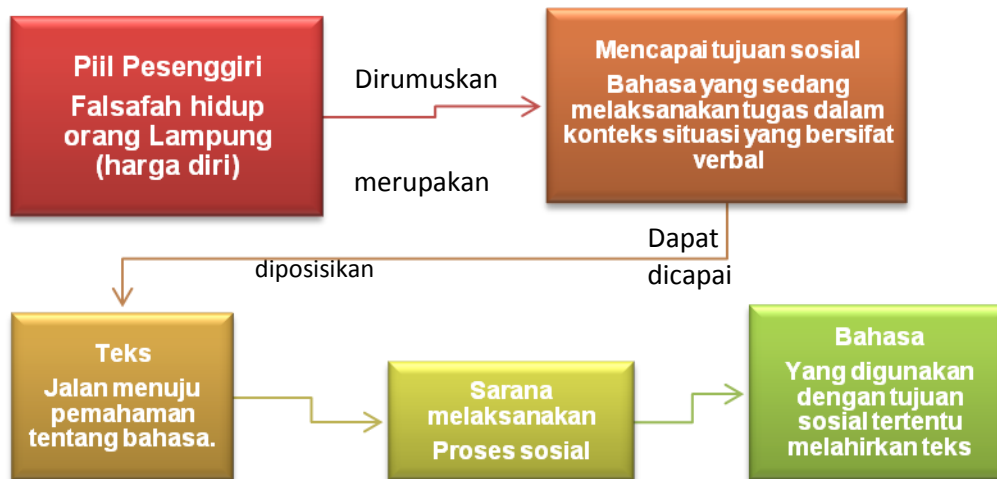 Piil Pesenggiri
Falsafah hidup
orang Lampung
(harga diri)
Dirumuskan
merupakan
Mencapai tujuan sosial
Bahasa yang sedang
melaksanakan tugas dalam
konteks situasi yang bersifat
verbal
Dapat
dicapai
diposisikan
Teks
Jalan menuju
pemahaman
tentang bahasa.
Sarana
melaksanakan
Proses sosial
Bahasa
Yang digunakan
dengan tujuan
sosial tertentu
melahirkan teks